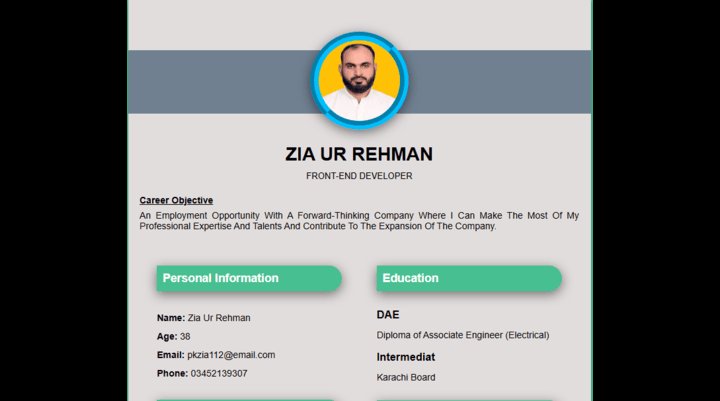 ZIA UR REHMAN
FRONT-END DEVELOPER
Career Objective
An Employment Opportunity With A Forward-Thinking Company Where I Can Make The Most Of My
Professional Expertise And Talents And Contribute To The Expansion Of The Company.
Personal Information
Name: Zia Ur Rehman
Age: 38
Email: pkzia112@email.com
Phone: 03452139307
Education
DAE
Diploma of Associate Engineer (Electrical)
Intermediat
Karachi Board